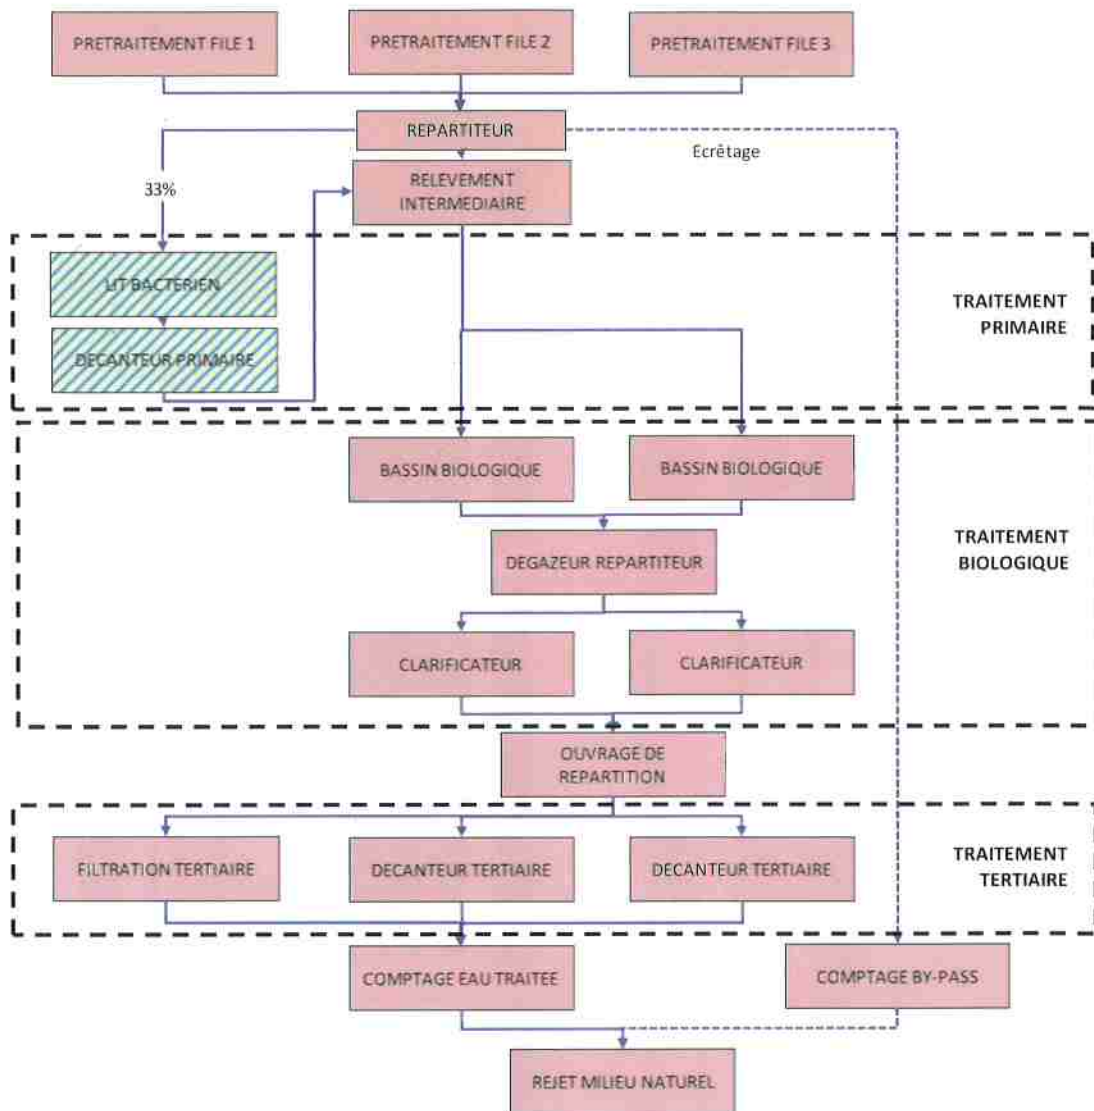 PRETRAITEMENT FILE 1
PRETRAITEMENT FILE 2
PRETRAITEMENT FILE 3
REPARTITEUR
Ecrêtage
33%
RELEVEMENT
INTERMEDIAIRE
LIT BACTERIEN
DECANTEUR PRIMAIRE
TRAITEMENT
PRIMAIRE
BASSIN BIOLOGIQUE
BASSIN BIOLOGIQUE
DEGAZEUR REPARTITEUR
TRAITEMENT
BIOLOGIQUE
CLARIFICATEUR
CLARIFICATEUR
OUVRAGE DE
REPARTITION
FILTRATION TERTIAIRE
DECANTEUR TERTIAIRE
DECANTEUR TERTIAIRE
TRAITEMENT
TERTIAIRE
COMPTAGE EAU TRAITEE
COMPTAGE BY-PASS
REJET MILIEU NATUREL